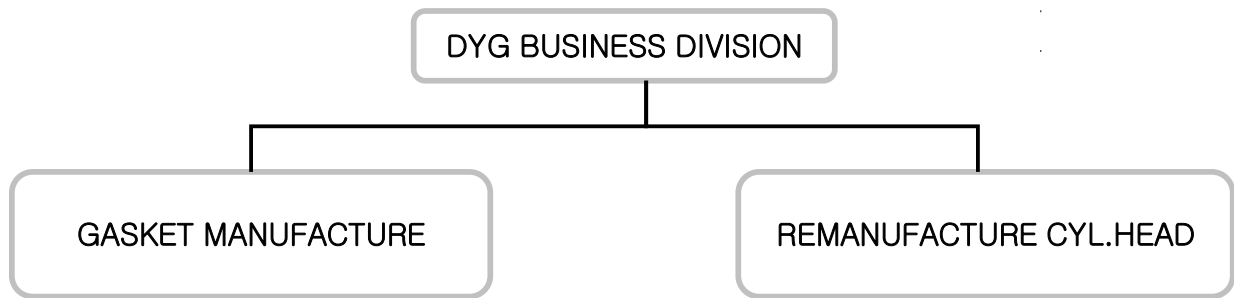 DYG BUSINESS DIVISION
GASKET MANUFACTURE
REMANUFACTURE CYL.HEAD